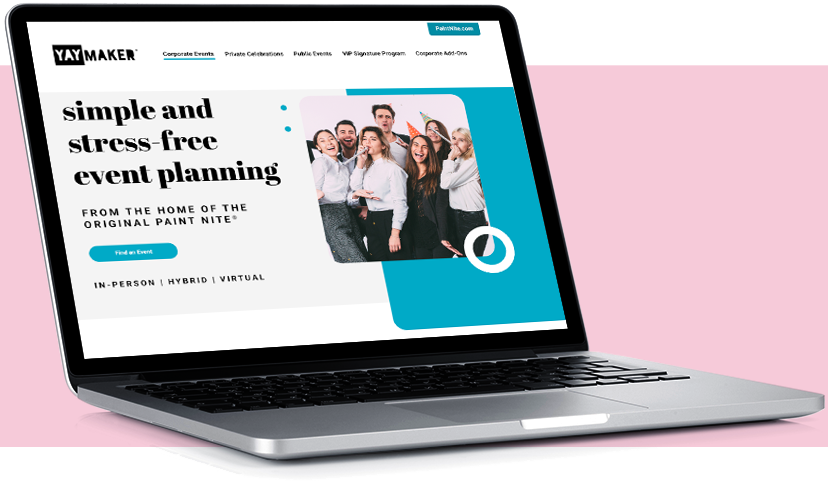 PaintNite.com
YAYMAKER
Corporate Events Private Celebrations Public Events VIP Signature Program Corporate Add-Ons
simple and
stress-free
event planning
FROM THE HOME OF THE
ORIGINAL PAINT NITE®
Find an Event
IN-PERSON | HYBRID | VIRTUAL